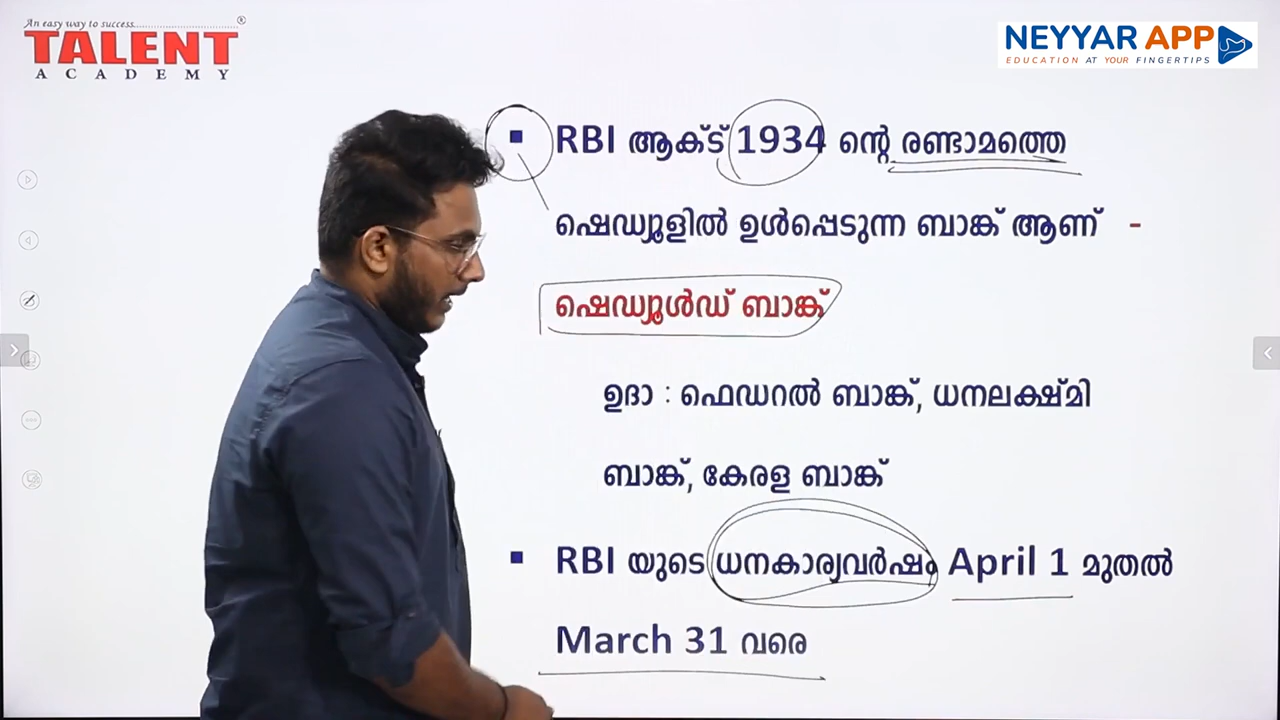 An easy way to success...................
TALENT
ACADEMY
NEYYAR APP
EDUCATION AT YOUR FINGERTIPS
RBI ആക്ട് 1934 ന്റെ രണ്ടാമത്തെ
ഷെഡ്യൂളിൽ ഉൾപ്പെടുന്ന ബാങ്ക് ആണ് -
ഷെഡ്യൂൾഡ് ബാങ്ക്
ഉദാ : ഫെഡറൽ ബാങ്ക്, ധനലക്ഷ്മി
ബാങ്ക്, കേരള ബാങ്ക്
RBI യുടെ ധനകാര്യവർഷം April 1 മുതൽ
March 31 വരെ